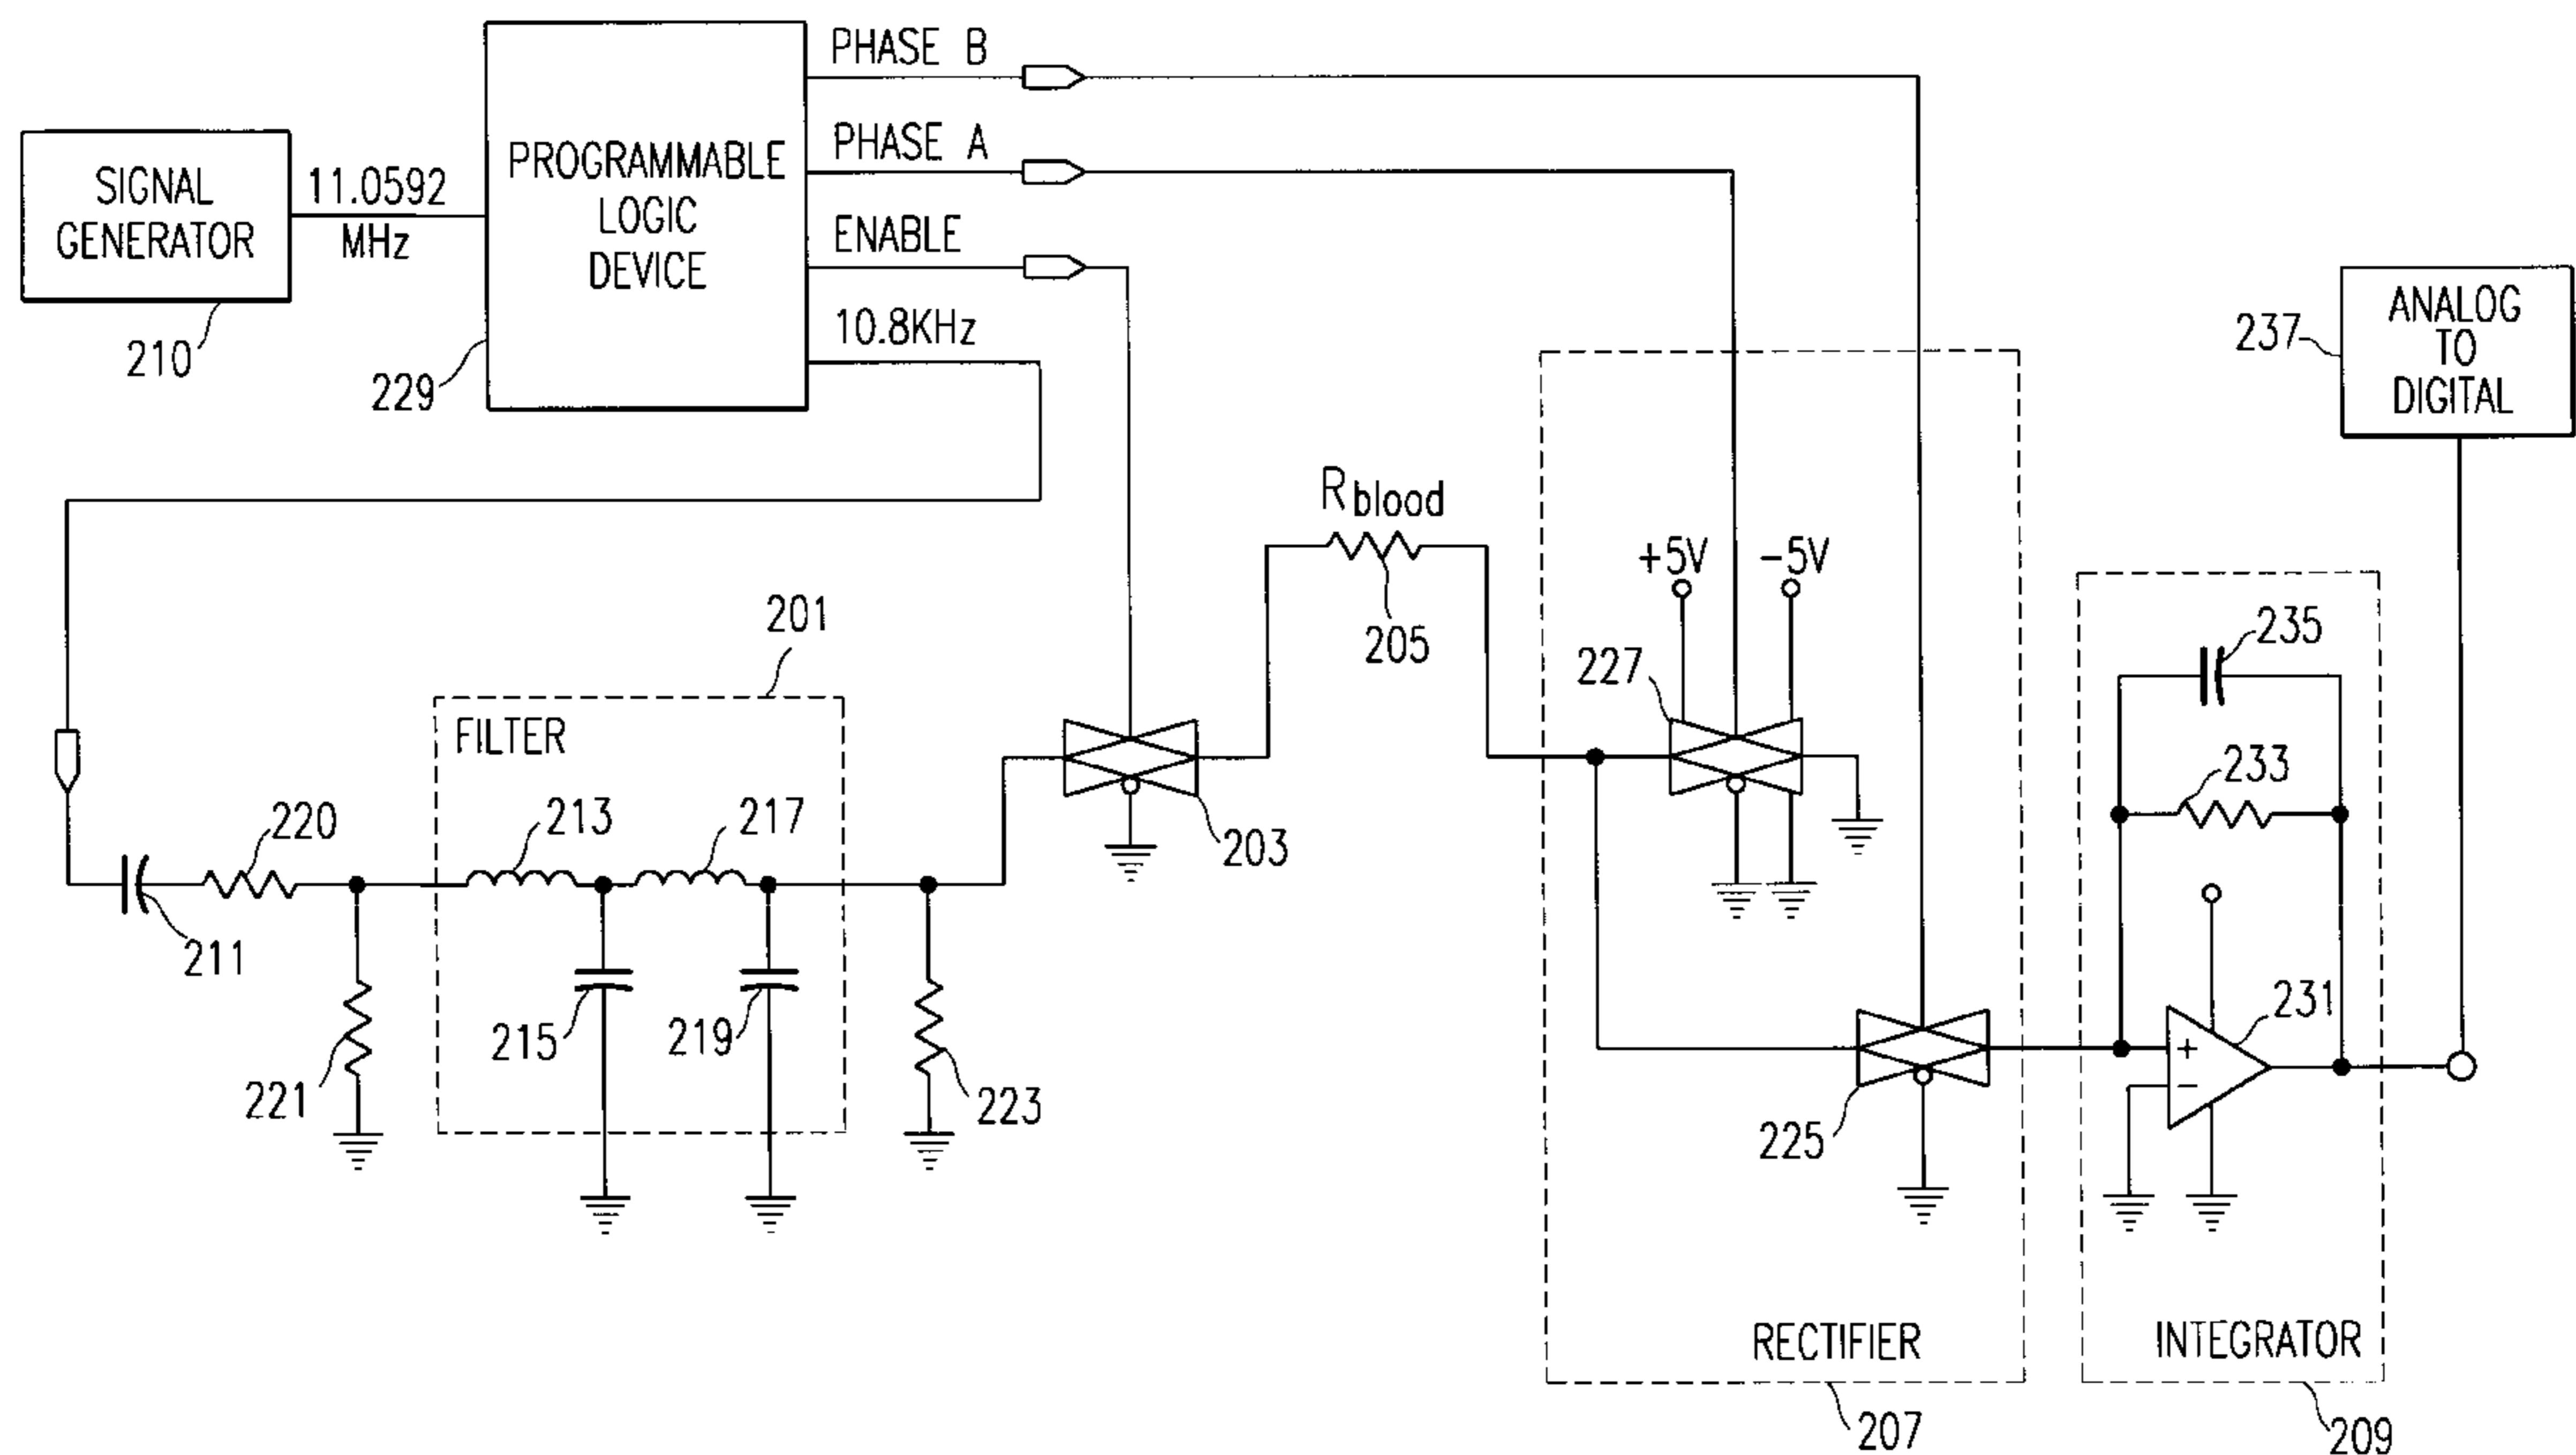 PHASE B
PHASE A
ENABLE
10.8KHz
SIGNAL
GENERATOR
11.0592
MHz
PROGRAMMABLE
LOGIC
DEVICE
210
229
237
ANALOG
TO
DIGITAL
Rblood
205
+5V
-5V
227
201
FILTER
203
235
233
220
213
217
211
221
215
219
223
225
231
+
-
RECTIFIER
INTEGRATOR
207
209